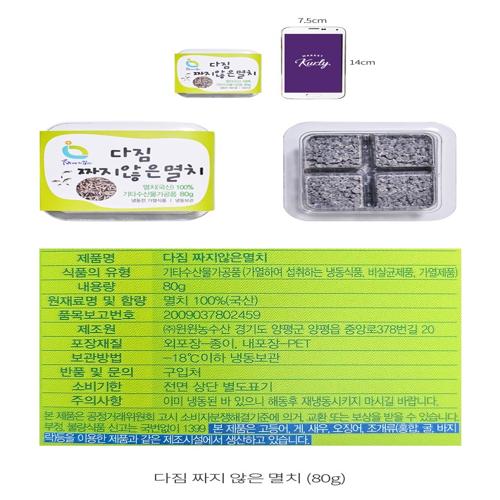 7.5cm
14cm
MARKET
Kurly
다짐
짜지않은멸치
다짐
짜지않은멸치
멸치(국산) 100%
기타수산물가공품 80g
냉동전 가열식품 | 냉동보관
제품명 다짐 짜지않은멸치
식품의 유형 기타수산물가공품(가열하여 섭취하는 냉동식품, 비살균제품, 가열제품)
내용량 80g
원재료명 및 함량 멸치 100%(국산)
품목보고번호 2009037802459
제조원 ㈜윈윈농수산 경기도 양평군 양평읍 중앙로378번길 20
포장재질 외포장-종이, 내포장-PET
보관방법 -18℃이하 냉동보관
반품 및 문의 구입처
소비기한 전면 상단 별도표기
주의사항 이미 냉동된 바 있으니 해동후 재냉동시키지 마시길 바랍니다.
본 제품은 공정거래위원회 고시 소비자분쟁해결기준에 의거, 교환 또는 보상을 받을 수 있습니다.
부정, 불량식품 신고는 국번없이 1399 본 제품은 고등어, 게, 새우, 오징어, 조개류(홍합, 굴, 바지
락)등을 이용한 제품과 같은 제조시설에서 생산하고 있습니다.
다짐 짜지 않은 멸치 (80g)